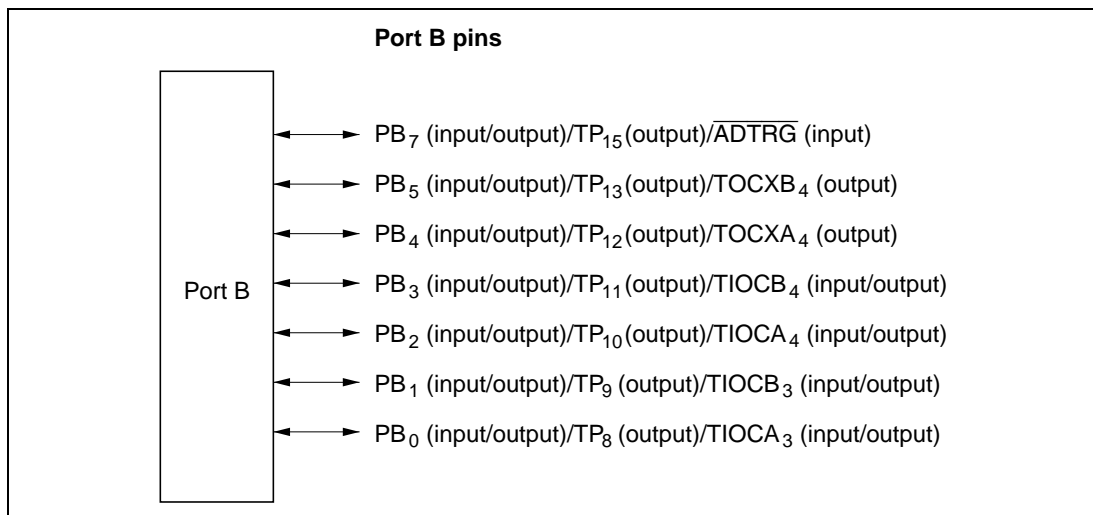 Port B pins
PB7 (input/output)/TP15(output)/ADTRG (input)
PB5 (input/output)/TP13(output)/TOCXB4 (output)
PB4 (input/output)/TP12(output)/TOCXA4 (output)
Port B
PB3 (input/output)/TP11(output)/TIOCB4 (input/output)
PB2 (input/output)/TP10(output)/TIOCA4 (input/output)
PB1 (input/output)/TP9 (output)/TIOCB3 (input/output)
PB0 (input/output)/TP8 (output)/TIOCA3 (input/output)